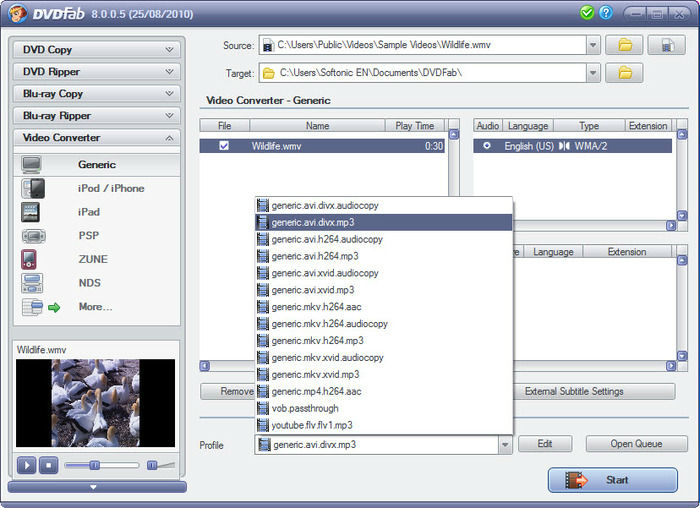 DVDFab 8.0.0.5 (25/08/2010)
DVD Copy
DVD Ripper
Blu-ray Copy
Blu-ray Ripper
Video Converter
Generic
iPod / iPhone
iPad
PSP
ZUNE
NDS
More...
Wildlife.wmv
Source: C:\Users\Public\Videos\Sample Videos\Wildlife.wmv
Target: C:\Users\Softonic EN\Documents\DVDFab\
Video Converter - Generic
File Name Play Time
Wildlife.wmv 0:30
Audio Language Type Extension
English (US) WMA/2
Language Extension
generic.avi.divx.audiocopy
generic.avi.divx.mp3
generic.avi.h264.audiocopy
generic.avi.h264.mp3
generic.avi.xvid.audiocopy
generic.avi.xvid.mp3
generic.mkv.h264.aac
generic.mkv.h264.audiocopy
generic.mkv.h264.mp3
generic.mkv.xvid.audiocopy
generic.mkv.xvid.mp3
generic.mp4.h264.aac
vob.passthrough
youtube.flv.flv1.mp3
Remove External Subtitle Settings
Profile generic.avi.divx.mp3 Edit Open Queue
Start